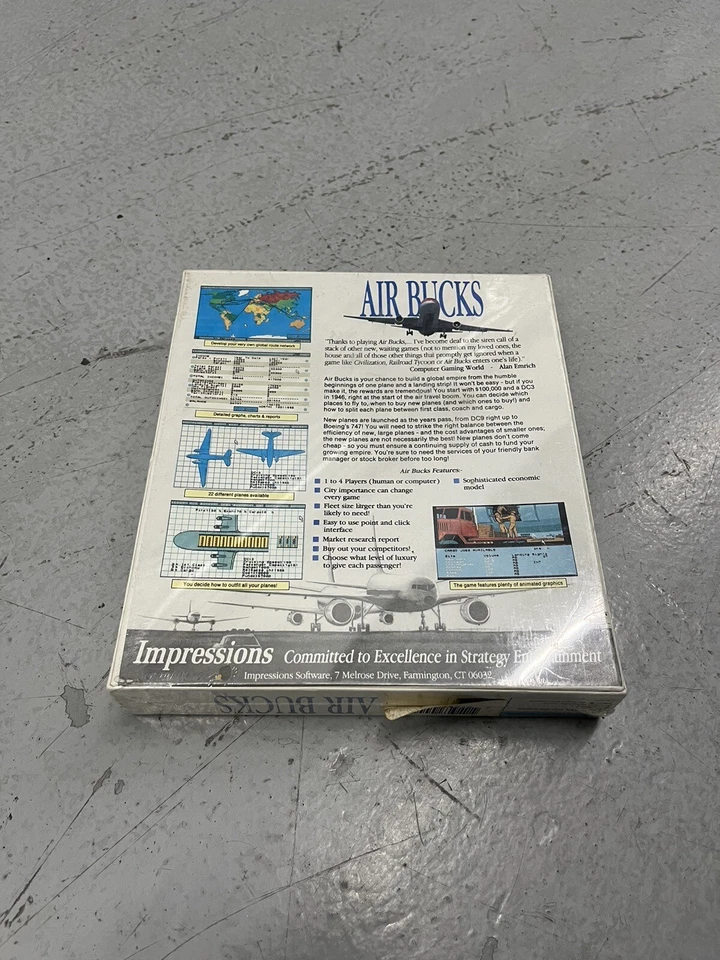 AIR BUCKS
"Thanks to playing Air Bucks,... I've become deaf to the siren call of a
stack of other new, waiting games (not to mention my loved ones, the
house and all of those other things that promptly get ignored when a
game like Civilization, Railroad Tycoon or Air Bucks enters one's life)."
Computer Gaming World - Alan Emrich
Air Bucks is your chance to build a global empire from the humble
beginnings of one plane and a landing strip! It won't be easy - but if you
make it, the rewards are tremendous! You start with $100,000 and a DC3
in 1946, right at the start of the air travel boom. You can decide which
places to fly to, when to buy new planes (and which ones to buy!) and
how to split each plane between first class, coach and cargo.
New planes are launched as the years pass, from DC9 right up to
Boeing's 747! You will need to strike the right balance between the
efficiency of new, large planes - and the cost advantages of smaller ones;
the new planes are not necessarily the best! New planes don't come
cheap - so you must ensure a continuing supply of cash to fund your
growing empire. You're sure to need the services of your friendly bank
manager or stock broker before too long!
Air Bucks Features-
1 to 4 Players (human or computer)
City importance can change
every game
Fleet size larger than you're
likely to need!
Easy to use point and click
interface
Market research report
Buy out your competitors!
Choose what level of luxury
to give each passenger!
Sophisticated economic
model
Develop your very own global route network
Detailed graphs, charts & reports
22 different planes available
You decide how to outfit all your planes!
CARGO JOBS AVAILABLE
The game features plenty of animated graphics
Impressions Committed to Excellence in Strategy Entertainment
Impressions Software, 7 Melrose Drive, Farmington, CT 06032
AIR BUCKS